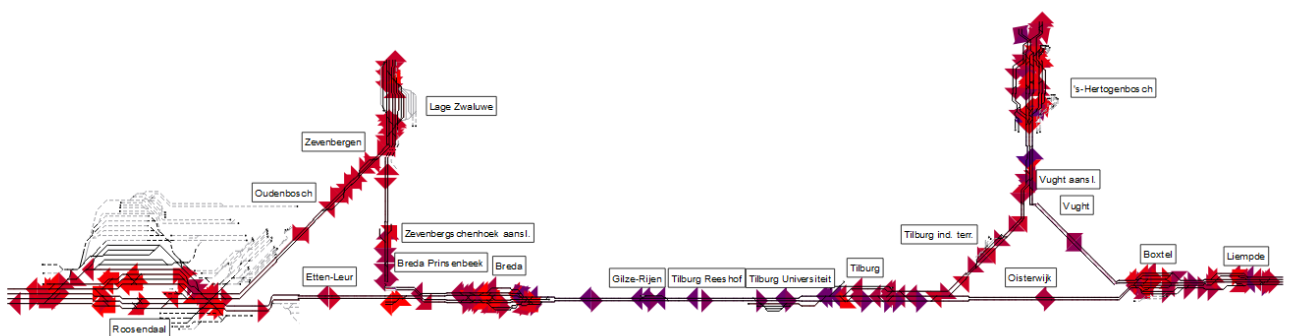 's-Hertogenbosch
Lage Zwaluwe
Zevenbergen
Vught aansl.
Oudenbosch
Vught
Zevenbergschenhoek aansl.
Tilburg ind. terr.
Breda Prinsenbeek
Breda
Boxtel
Liempde
Etten-Leur
Gilze-Rijen
Tilburg Reeshof
Tilburg Universiteit
Tilburg
Oisterwijk
Roosendaal